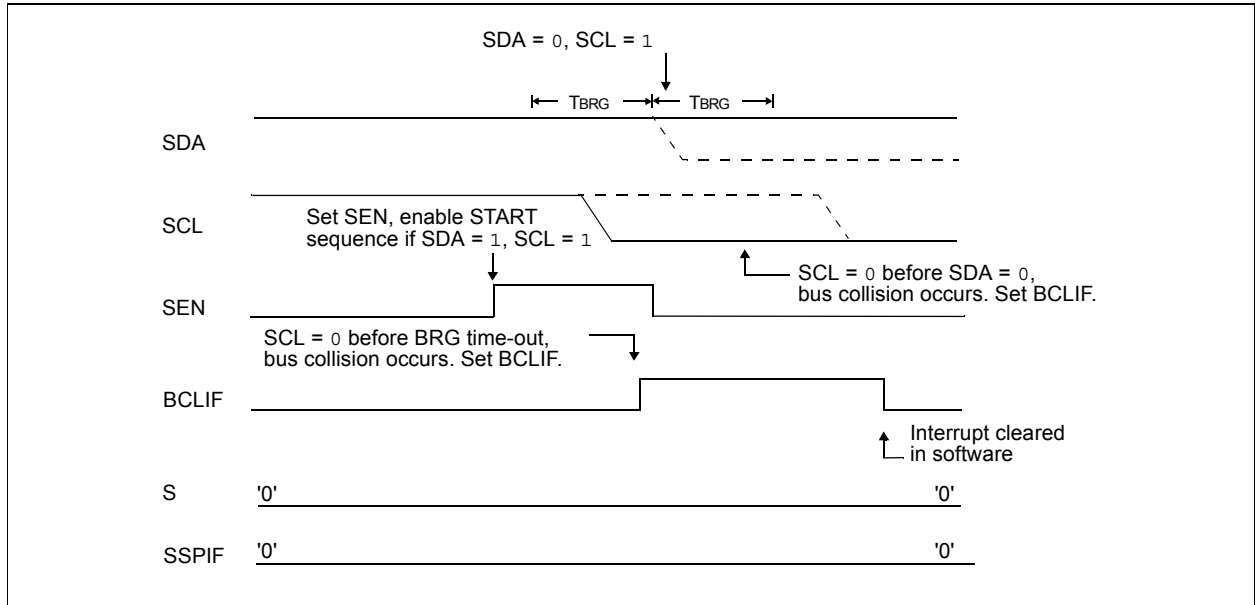 SDA = 0, SCL = 1
TBRG TBRG
SDA
SCL
Set SEN, enable START
sequence if SDA = 1, SCL = 1
SCL = 0 before SDA = 0,
bus collision occurs. Set BCLIF.
SEN
SCL = 0 before BRG time-out,
bus collision occurs. Set BCLIF.
BCLIF
Interrupt cleared
in software
S '0' '0'
SSPIF '0' '0'